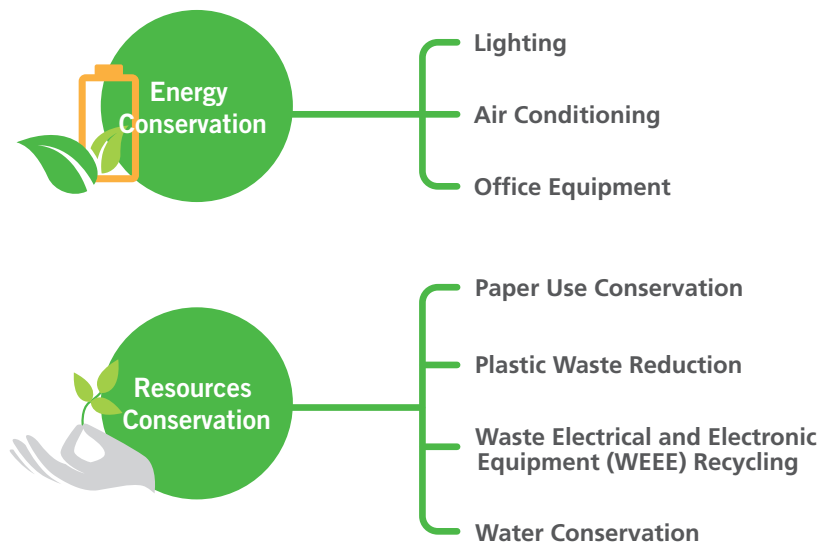 Energy
Conservation
Lighting
Air Conditioning
Office Equipment
Resources
Conservation
Paper Use Conservation
Plastic Waste Reduction
Waste Electrical and Electronic
Equipment (WEEE) Recycling
Water Conservation